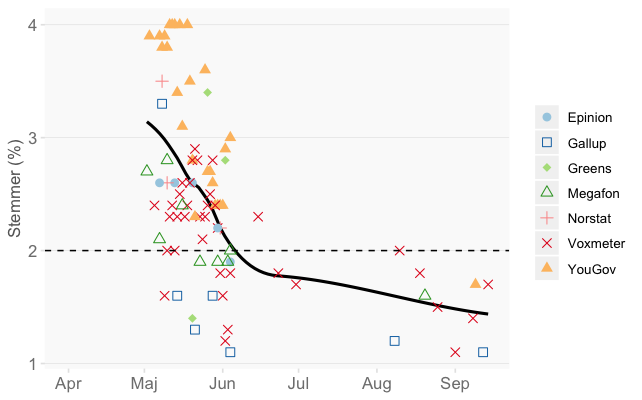 Stemmer (%)
4
3
2
1
Apr Maj Jun Jul Aug Sep
Epinion
Gallup
Greens
Megafon
Norstat
Voxmeter
YouGov